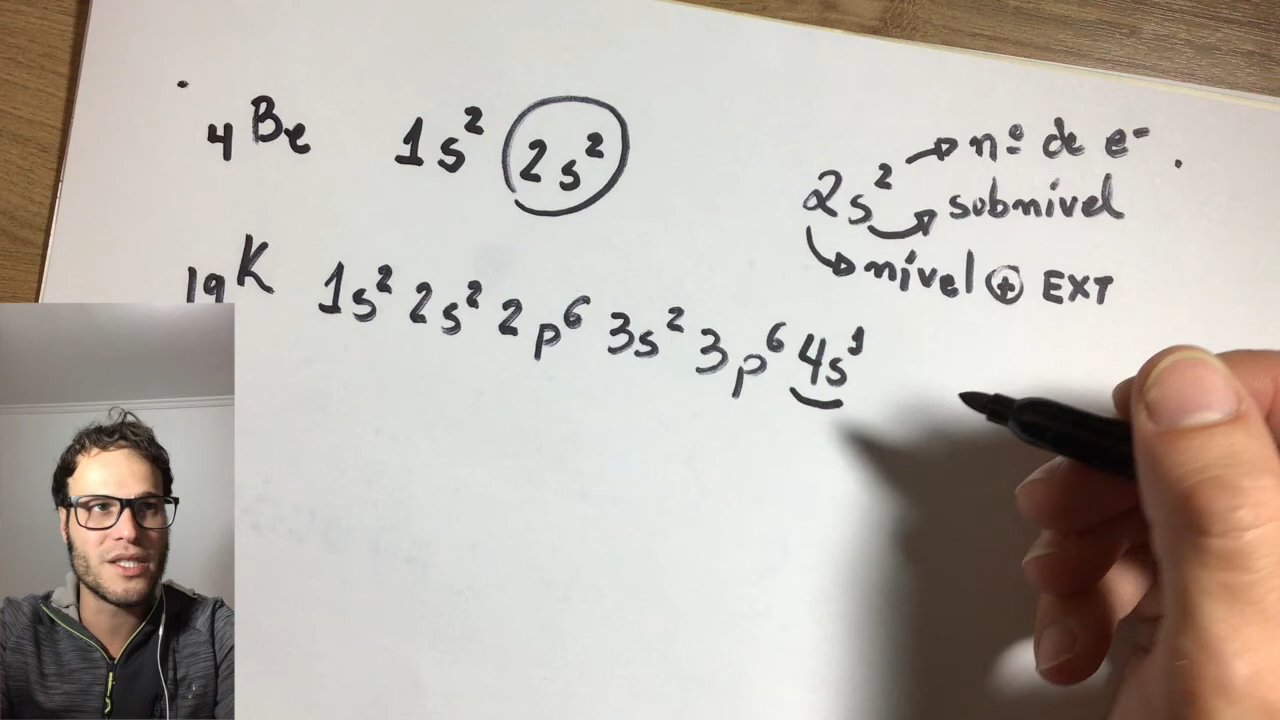 ₄Be 1s² 2s²
2s² → nº de e⁻
→ subnível
→ nível ⊕ EXT
₁₉K 1s² 2s² 2p⁶ 3s² 3p⁶ 4s¹